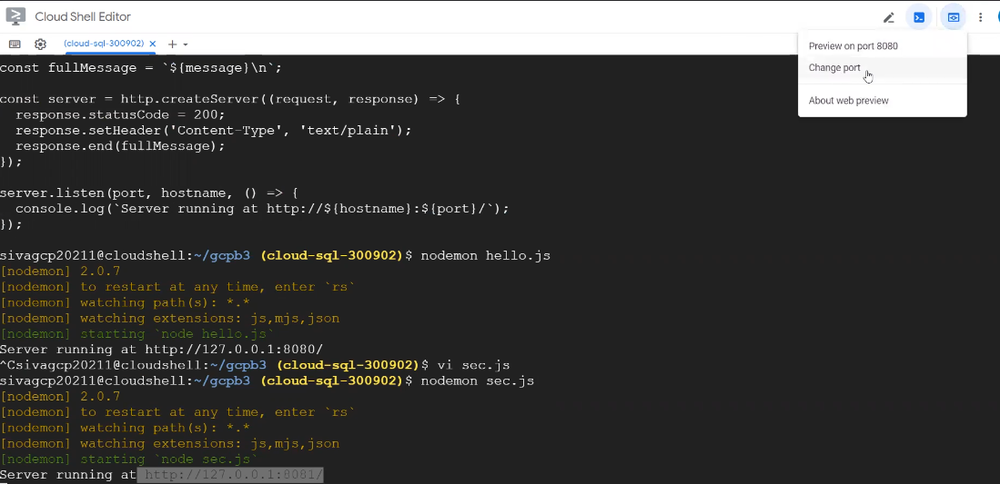 Cloud Shell Editor
(cloud-sql-300902) × + ▾
Preview on port 8080
Change port
About web preview
const fullMessage = `${message}\n`;
const server = http.createServer((request, response) => {
  response.statusCode = 200;
  response.setHeader('Content-Type', 'text/plain');
  response.end(fullMessage);
});
server.listen(port, hostname, () => {
  console.log(`Server running at http://${hostname}:${port}/`);
});
sivagcp20211@cloudshell:~/gcpb3 (cloud-sql-300902)$ nodemon hello.js
[nodemon] 2.0.7
[nodemon] to restart at any time, enter `rs`
[nodemon] watching path(s): *.*
[nodemon] watching extensions: js,mjs,json
[nodemon] starting `node hello.js`
Server running at http://127.0.0.1:8080/
^Csivagcp20211@cloudshell:~/gcpb3 (cloud-sql-300902)$ vi sec.js
sivagcp20211@cloudshell:~/gcpb3 (cloud-sql-300902)$ nodemon sec.js
[nodemon] 2.0.7
[nodemon] to restart at any time, enter `rs`
[nodemon] watching path(s): *.*
[nodemon] watching extensions: js,mjs,json
[nodemon] starting `node sec.js`
Server running at http://127.0.0.1:8081/